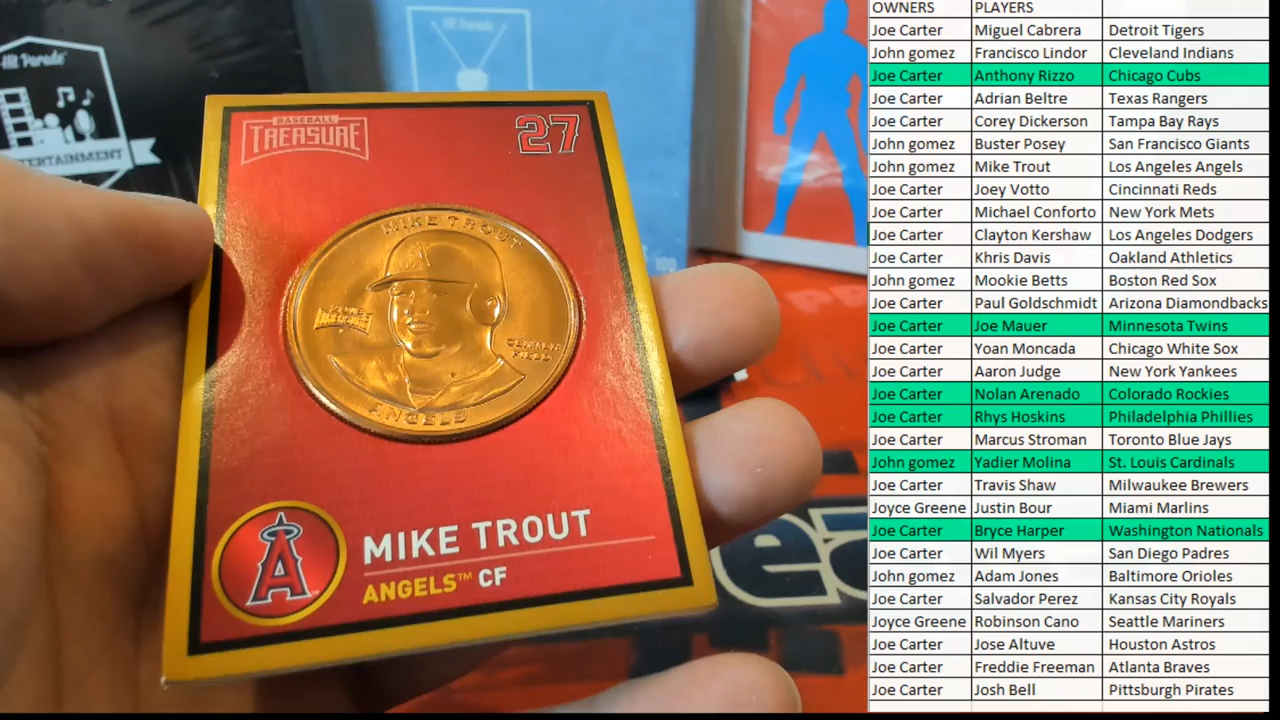 Hit Parade
ENTERTAINMENT
Hit Parade
BASEBALL
TREASURE
27
MIKE TROUT
CENTER
FIELD
ANGELS
A
MIKE TROUT
ANGELS™ CF
OWNERS PLAYERS
Joe Carter Miguel Cabrera Detroit Tigers
John gomez Francisco Lindor Cleveland Indians
Joe Carter Anthony Rizzo Chicago Cubs
Joe Carter Adrian Beltre Texas Rangers
Joe Carter Corey Dickerson Tampa Bay Rays
John gomez Buster Posey San Francisco Giants
John gomez Mike Trout Los Angeles Angels
Joe Carter Joey Votto Cincinnati Reds
Joe Carter Michael Conforto New York Mets
Joe Carter Clayton Kershaw Los Angeles Dodgers
Joe Carter Khris Davis Oakland Athletics
John gomez Mookie Betts Boston Red Sox
Joe Carter Paul Goldschmidt Arizona Diamondbacks
Joe Carter Joe Mauer Minnesota Twins
Joe Carter Yoan Moncada Chicago White Sox
Joe Carter Aaron Judge New York Yankees
Joe Carter Nolan Arenado Colorado Rockies
Joe Carter Rhys Hoskins Philadelphia Phillies
Joe Carter Marcus Stroman Toronto Blue Jays
John gomez Yadier Molina St. Louis Cardinals
Joe Carter Travis Shaw Milwaukee Brewers
Joyce Greene Justin Bour Miami Marlins
Joe Carter Bryce Harper Washington Nationals
Joe Carter Wil Myers San Diego Padres
John gomez Adam Jones Baltimore Orioles
Joe Carter Salvador Perez Kansas City Royals
Joyce Greene Robinson Cano Seattle Mariners
Joe Carter Jose Altuve Houston Astros
Joe Carter Freddie Freeman Atlanta Braves
Joe Carter Josh Bell Pittsburgh Pirates